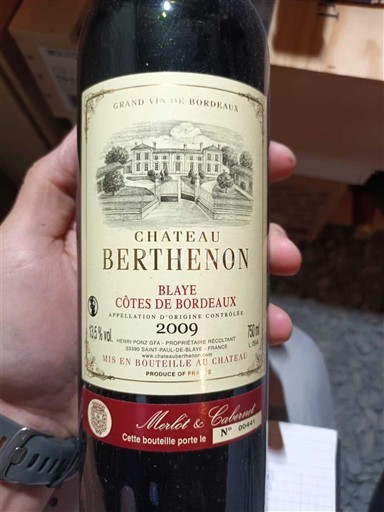 GRAND VIN DE BORDEAUX
CHATEAU
BERTHENON
BLAYE
CÔTES DE BORDEAUX
APPELLATION D'ORIGINE CONTRÔLÉE
13,5 % vol.
2009
750 ml
L 09/4
HENRI PONZ GFA - PROPRIÉTAIRE RÉCOLTANT
33390 SAINT-PAUL-DE-BLAYE - FRANCE
www.chateauberthenon.com
MIS EN BOUTEILLE AU CHATEAU
PRODUCE OF FRANCE
Merlot & Cabernet
Cette bouteille porte le N° 00441